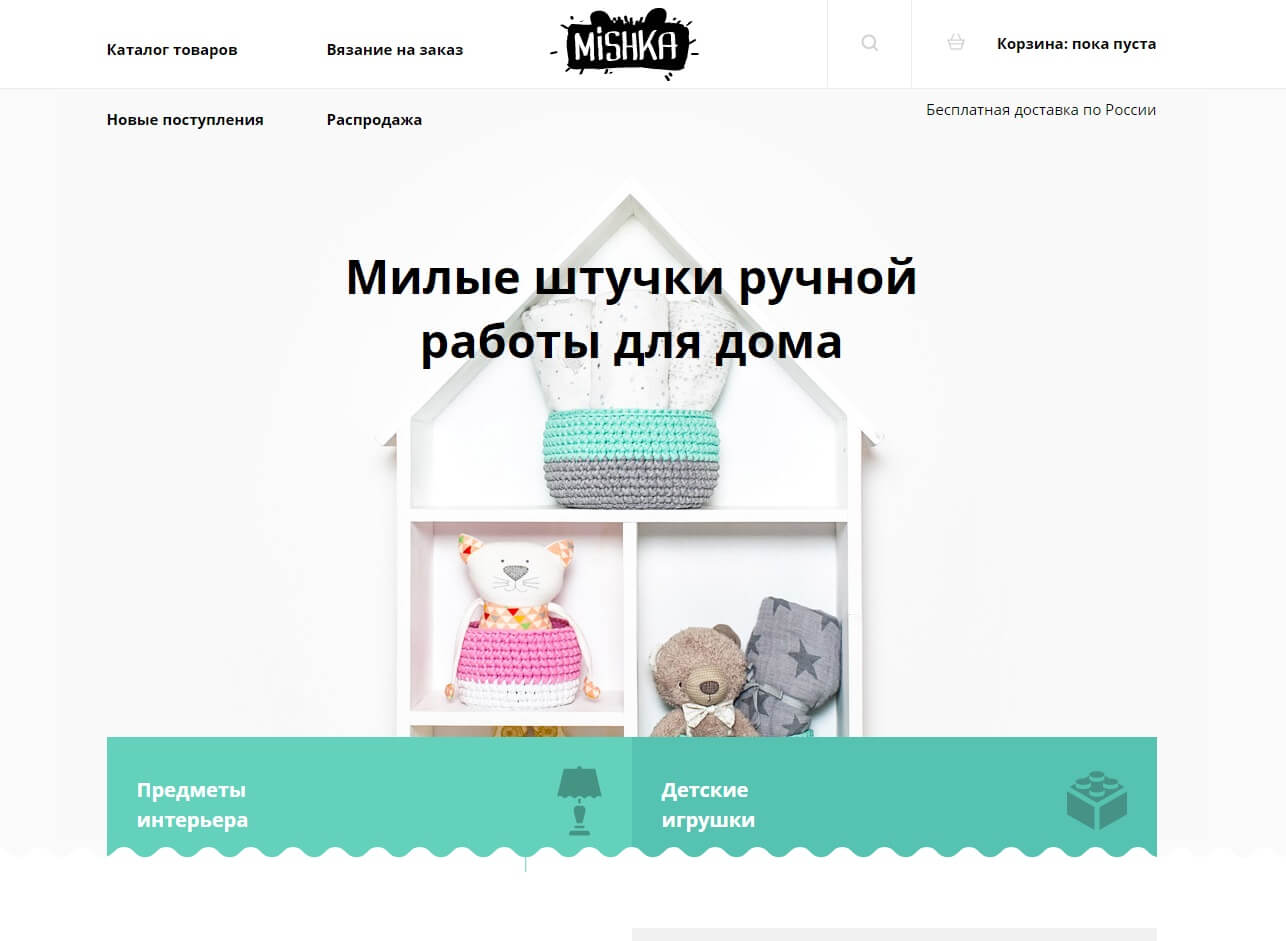 Каталог товаров
Вязание на заказ
MiSHKA
Корзина: пока пуста
Новые поступления
Распродажа
Бесплатная доставка по России
Милые штучки ручной
работы для дома
Предметы
интерьера
Детские
игрушки